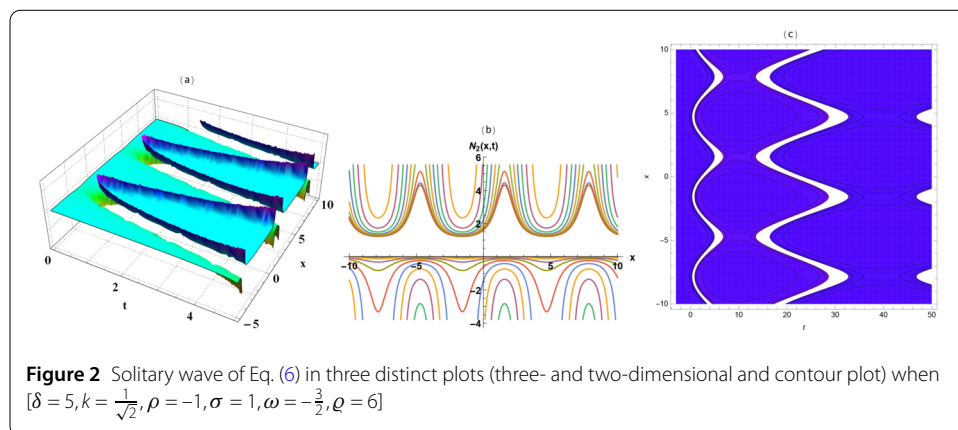 (a)
0
2
4
t
-5
0
5
10
x
(b)
N₂(x,t)
6
4
2
-10
-5
5
10
x
-2
-4
(c)
10
5
0
-5
-10
x
0
10
20
30
40
50
t
Figure 2 Solitary wave of Eq. (6) in three distinct plots (three- and two-dimensional and contour plot) when
[δ = 5, k = 1/√2, ρ = –1, σ = 1, ω = –3/2, ϱ = 6]